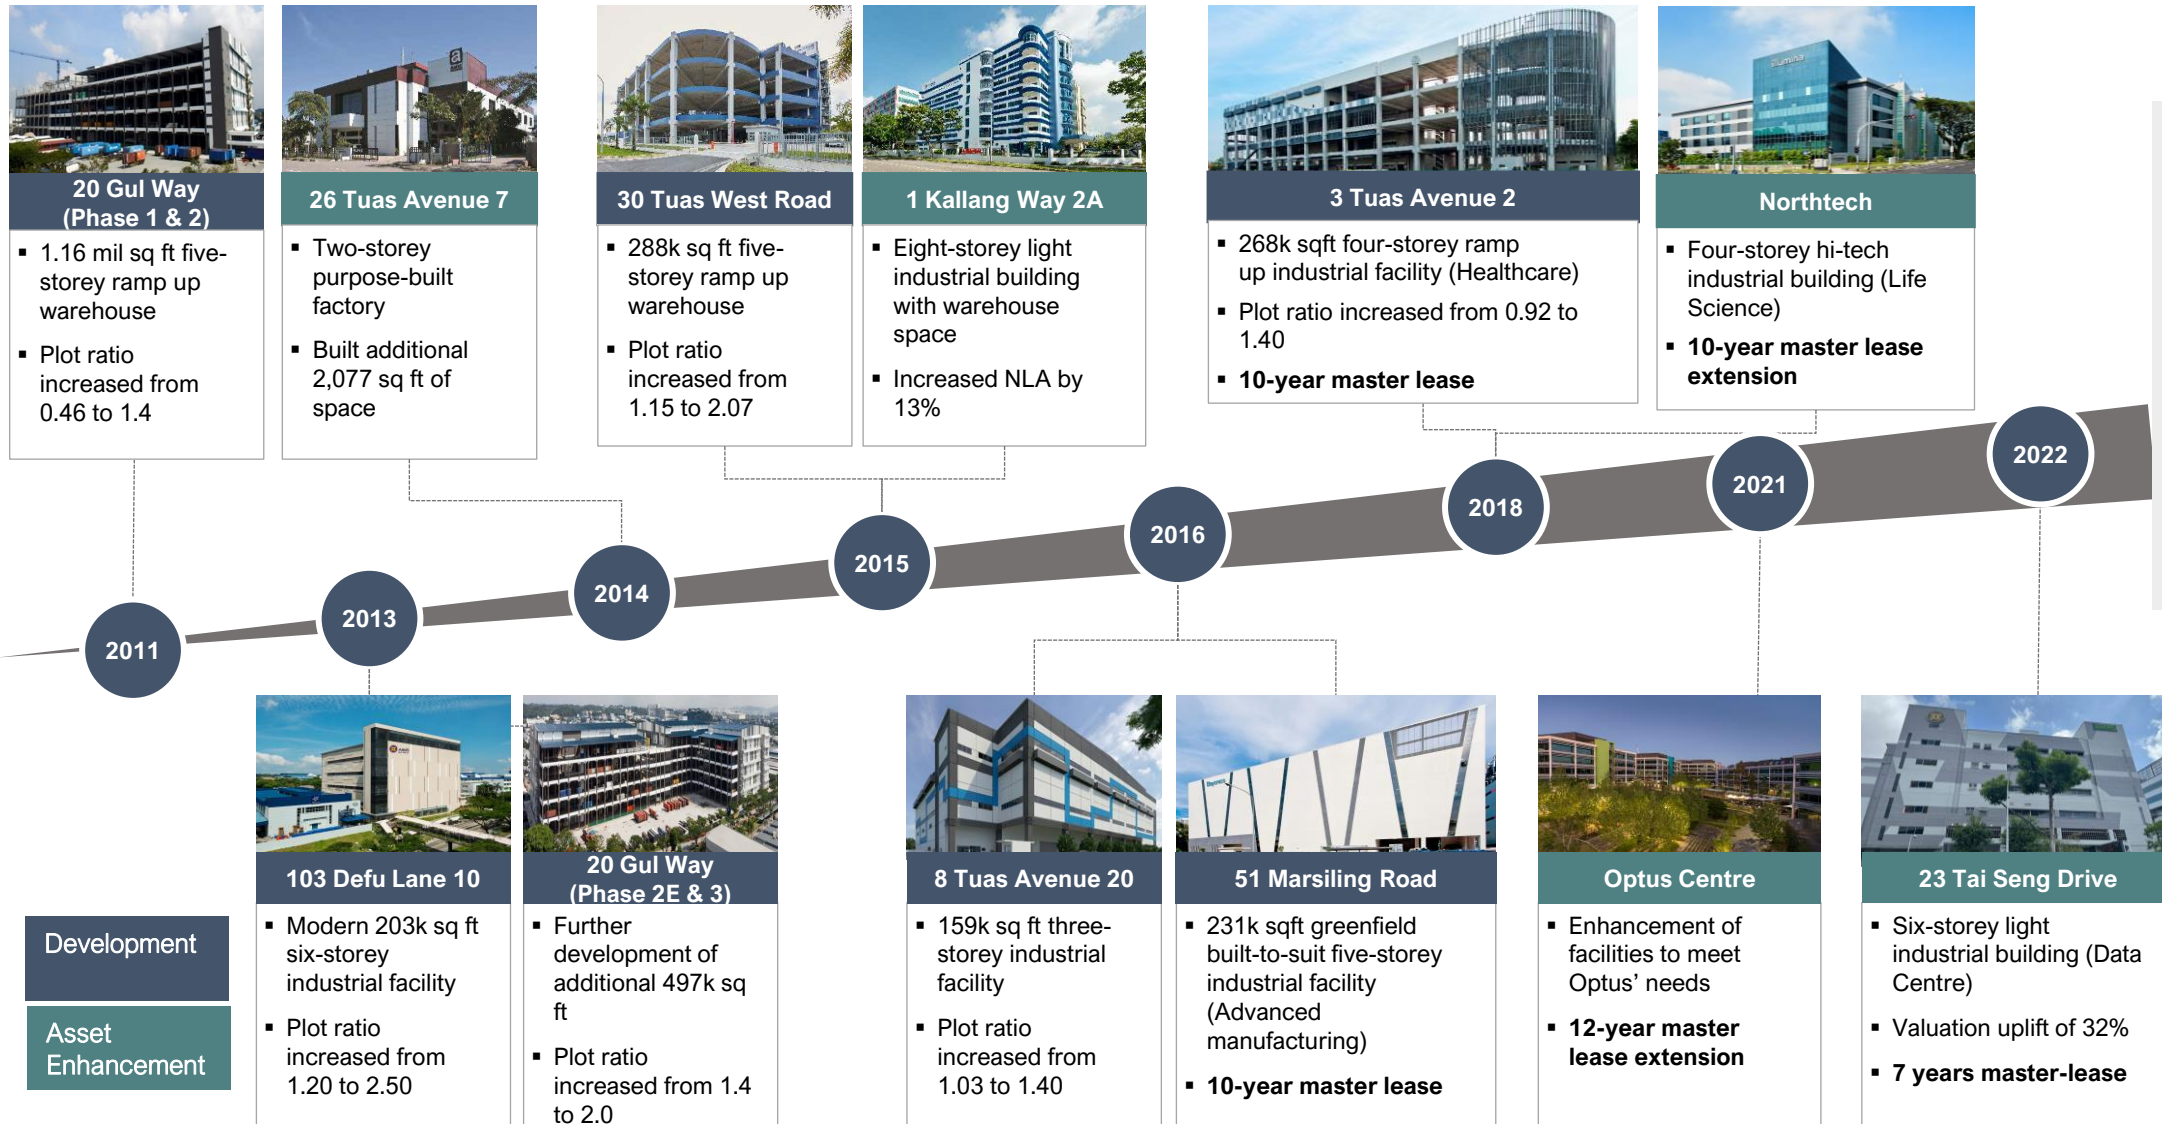 illumina
20 Gul Way
(Phase 1 & 2)
▪ 1.16 mil sq ft five-
storey ramp up
warehouse
▪ Plot ratio
increased from
0.46 to 1.4
26 Tuas Avenue 7
▪ Two-storey
purpose-built
factory
▪ Built additional
2,077 sq ft of
space
30 Tuas West Road
▪ 288k sq ft five-
storey ramp up
warehouse
▪ Plot ratio
increased from
1.15 to 2.07
1 Kallang Way 2A
▪ Eight-storey light
industrial building
with warehouse
space
▪ Increased NLA by
13%
3 Tuas Avenue 2
▪ 268k sqft four-storey ramp
up industrial facility (Healthcare)
▪ Plot ratio increased from 0.92 to
1.40
▪ 10-year master lease
Northtech
▪ Four-storey hi-tech
industrial building (Life
Science)
▪ 10-year master lease
extension
2011
2013
2014
2015
2016
2018
2021
2022
103 Defu Lane 10
▪ Modern 203k sq ft
six-storey
industrial facility
▪ Plot ratio
increased from
1.20 to 2.50
20 Gul Way
(Phase 2E & 3)
▪ Further
development of
additional 497k sq
ft
▪ Plot ratio
increased from 1.4
to 2.0
8 Tuas Avenue 20
▪ 159k sq ft three-
storey industrial
facility
▪ Plot ratio
increased from
1.03 to 1.40
51 Marsiling Road
▪ 231k sqft greenfield
built-to-suit five-storey
industrial facility
(Advanced
manufacturing)
▪ 10-year master lease
Optus Centre
▪ Enhancement of
facilities to meet
Optus’ needs
▪ 12-year master
lease extension
23 Tai Seng Drive
▪ Six-storey light
industrial building (Data
Centre)
▪ Valuation uplift of 32%
▪ 7 years master-lease
Development
Asset
Enhancement